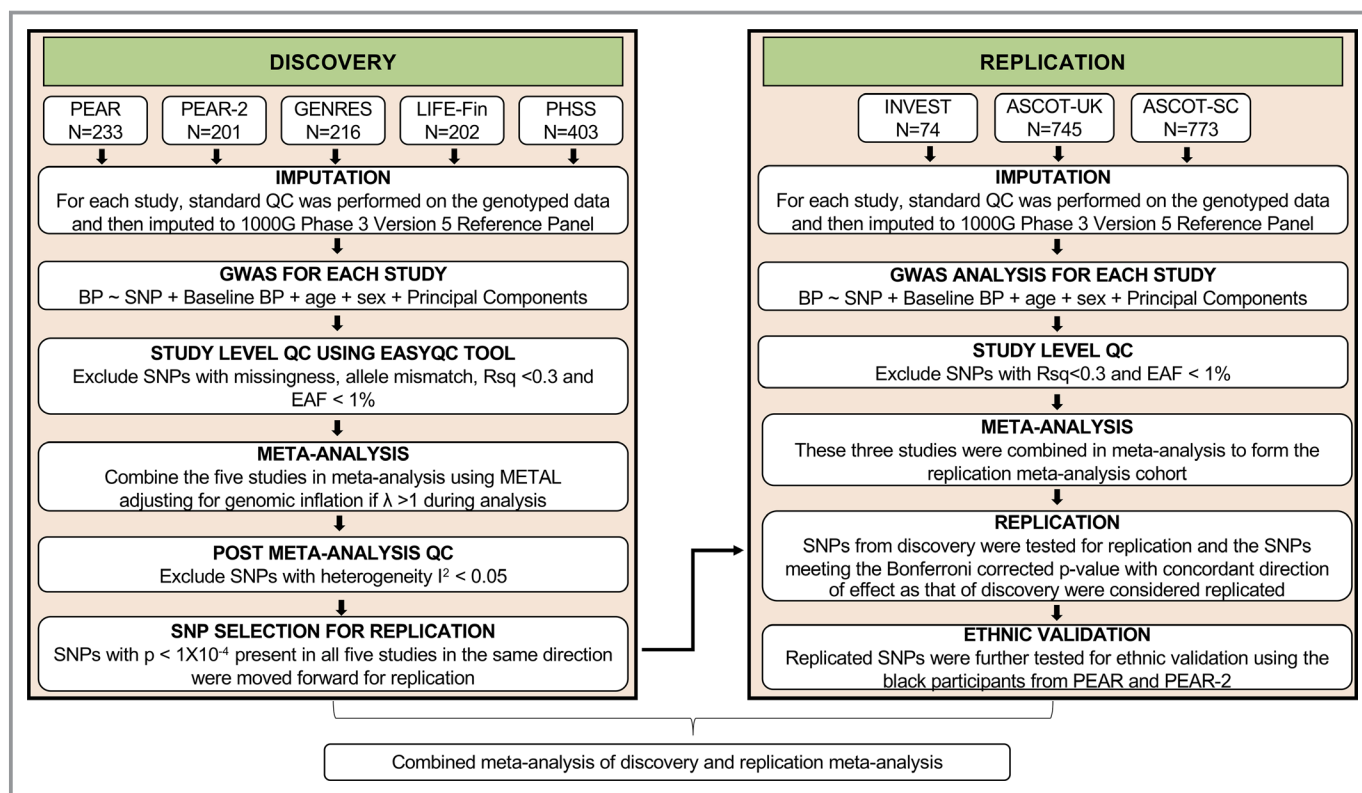 DISCOVERY
PEAR
N=233
PEAR-2
N=201
GENRES
N=216
LIFE-Fin
N=202
PHSS
N=403
IMPUTATION
For each study, standard QC was performed on the genotyped data
and then imputed to 1000G Phase 3 Version 5 Reference Panel
GWAS FOR EACH STUDY
BP ~ SNP + Baseline BP + age + sex + Principal Components
STUDY LEVEL QC USING EASYQC TOOL
Exclude SNPs with missingness, allele mismatch, Rsq <0.3 and
EAF < 1%
META-ANALYSIS
Combine the five studies in meta-analysis using METAL
adjusting for genomic inflation if λ >1 during analysis
POST META-ANALYSIS QC
Exclude SNPs with heterogeneity I² < 0.05
SNP SELECTION FOR REPLICATION
SNPs with p < 1X10⁻⁴ present in all five studies in the same direction
were moved forward for replication
REPLICATION
INVEST
N=74
ASCOT-UK
N=745
ASCOT-SC
N=773
IMPUTATION
For each study, standard QC was performed on the genotyped data
and then imputed to 1000G Phase 3 Version 5 Reference Panel
GWAS ANALYSIS FOR EACH STUDY
BP ~ SNP + Baseline BP + age + sex + Principal Components
STUDY LEVEL QC
Exclude SNPs with Rsq<0.3 and EAF < 1%
META-ANALYSIS
These three studies were combined in meta-analysis to form the
replication meta-analysis cohort
REPLICATION
SNPs from discovery were tested for replication and the SNPs
meeting the Bonferroni corrected p-value with concordant direction
of effect as that of discovery were considered replicated
ETHNIC VALIDATION
Replicated SNPs were further tested for ethnic validation using the
black participants from PEAR and PEAR-2
Combined meta-analysis of discovery and replication meta-analysis